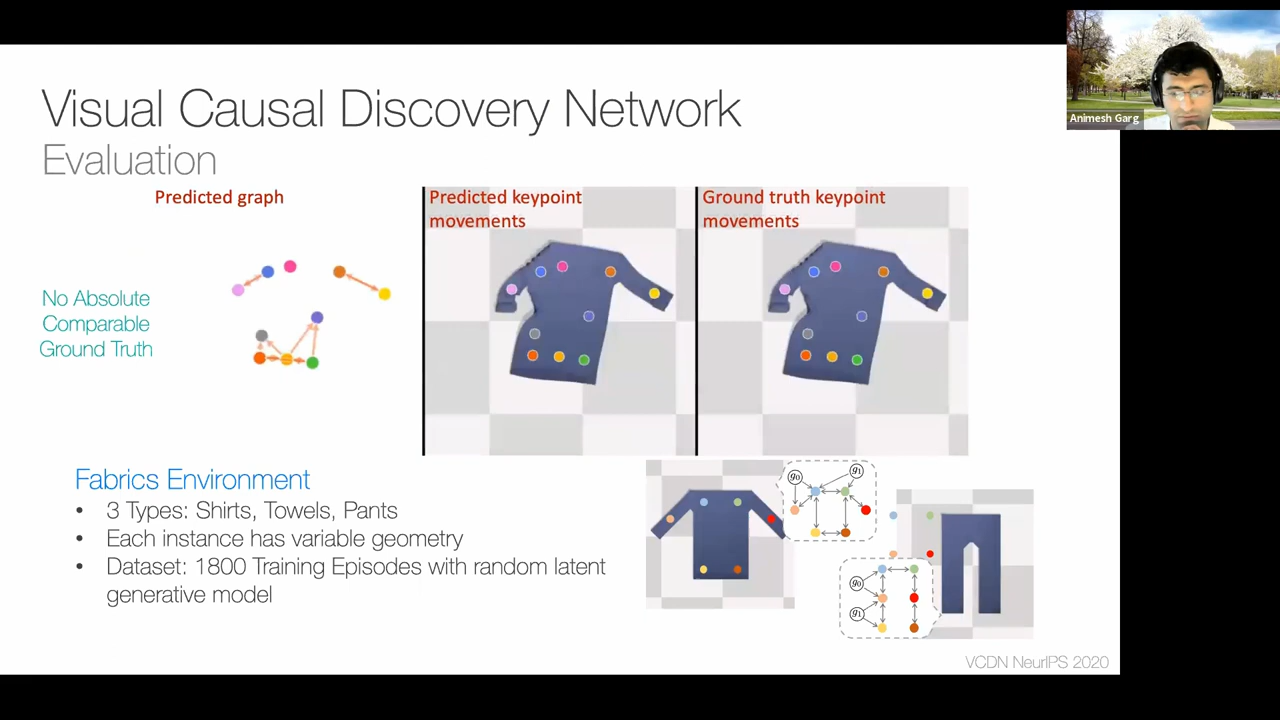 Visual Causal Discovery Network
Evaluation
Animesh Garg
Predicted graph
Predicted keypoint
movements
Ground truth keypoint
movements
No Absolute
Comparable
Ground Truth
Fabrics Environment
• 3 Types: Shirts, Towels, Pants
• Each instance has variable geometry
• Dataset: 1800 Training Episodes with random latent
generative model
g₀
g₁
g₀
g₁
VCDN NeurIPS 2020